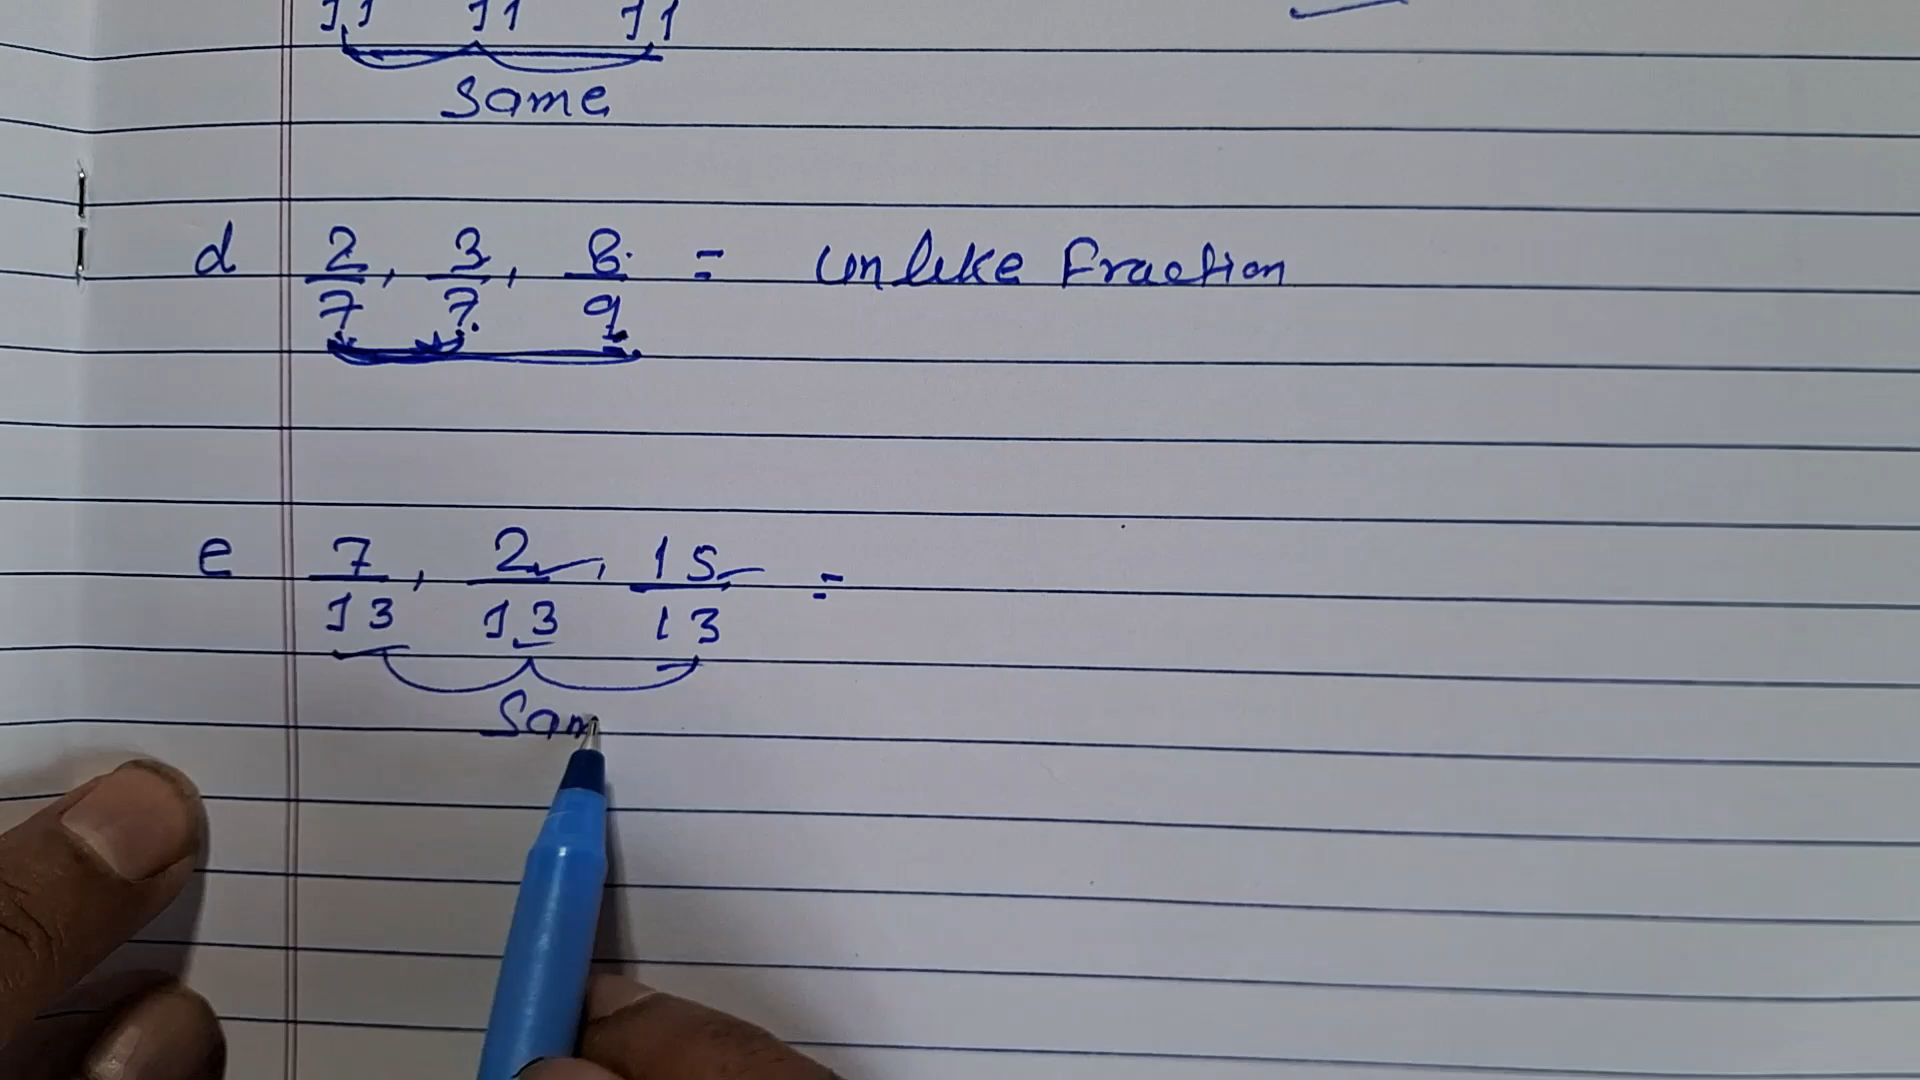 11 11 11
Same
d 2/7, 3/7, 8/9 = unlike Fraction
e 7/13, 2/13, 15/13 =
Sam